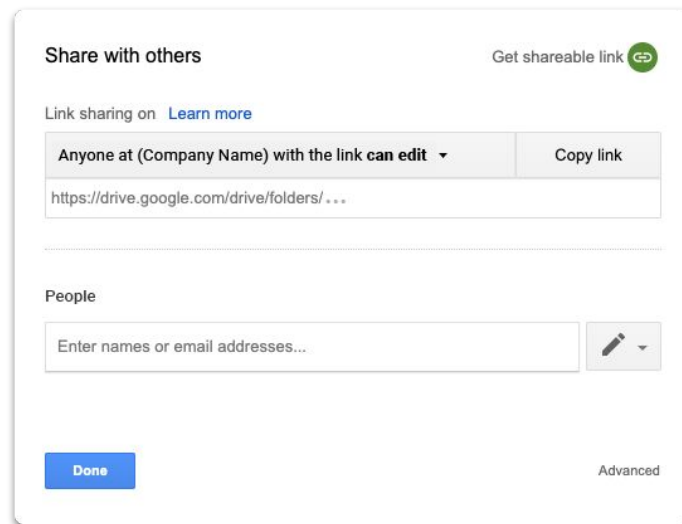 Share with others
Get shareable link
Link sharing on Learn more
Anyone at (Company Name) with the link can edit
Copy link
https://drive.google.com/drive/folders/...
People
Enter names or email addresses...
Done
Advanced